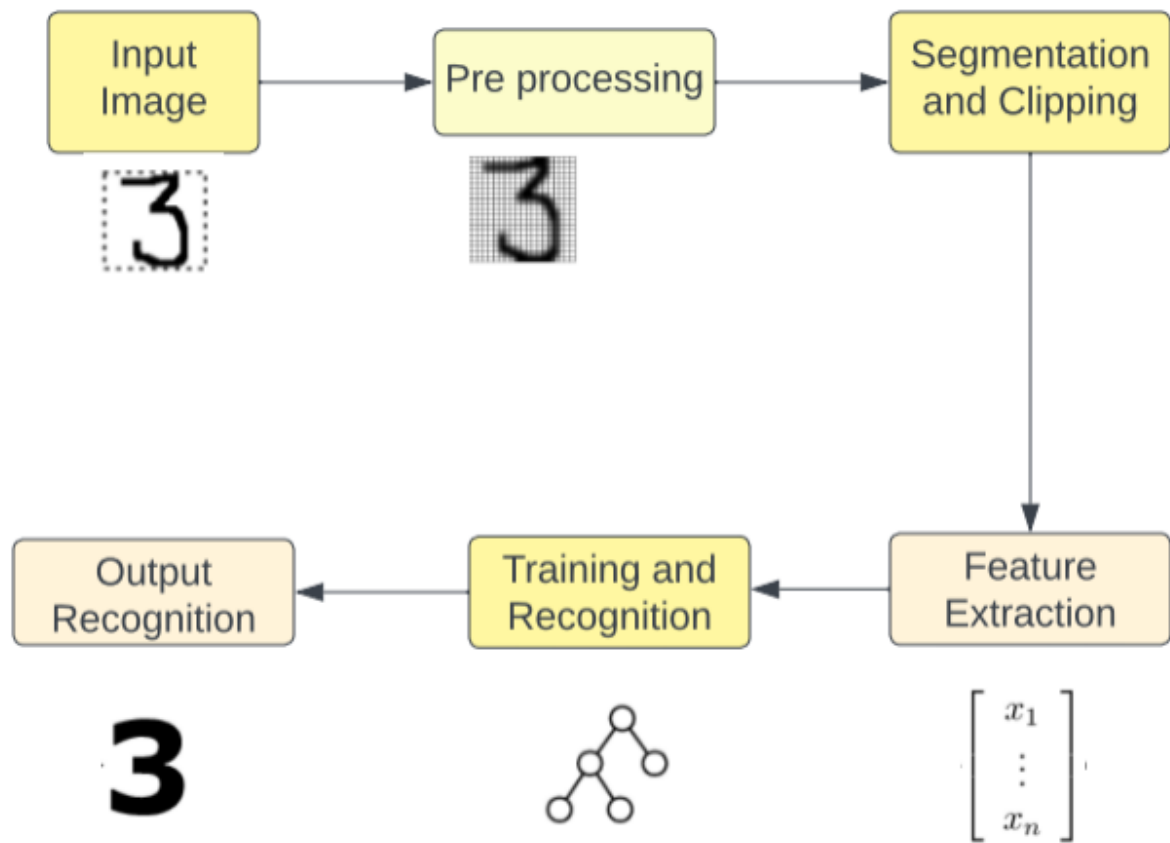 Input
Image
Pre processing
Segmentation
and Clipping
3
3
Output
Recognition
Training and
Recognition
Feature
Extraction
3
x₁
⋮
xₙ